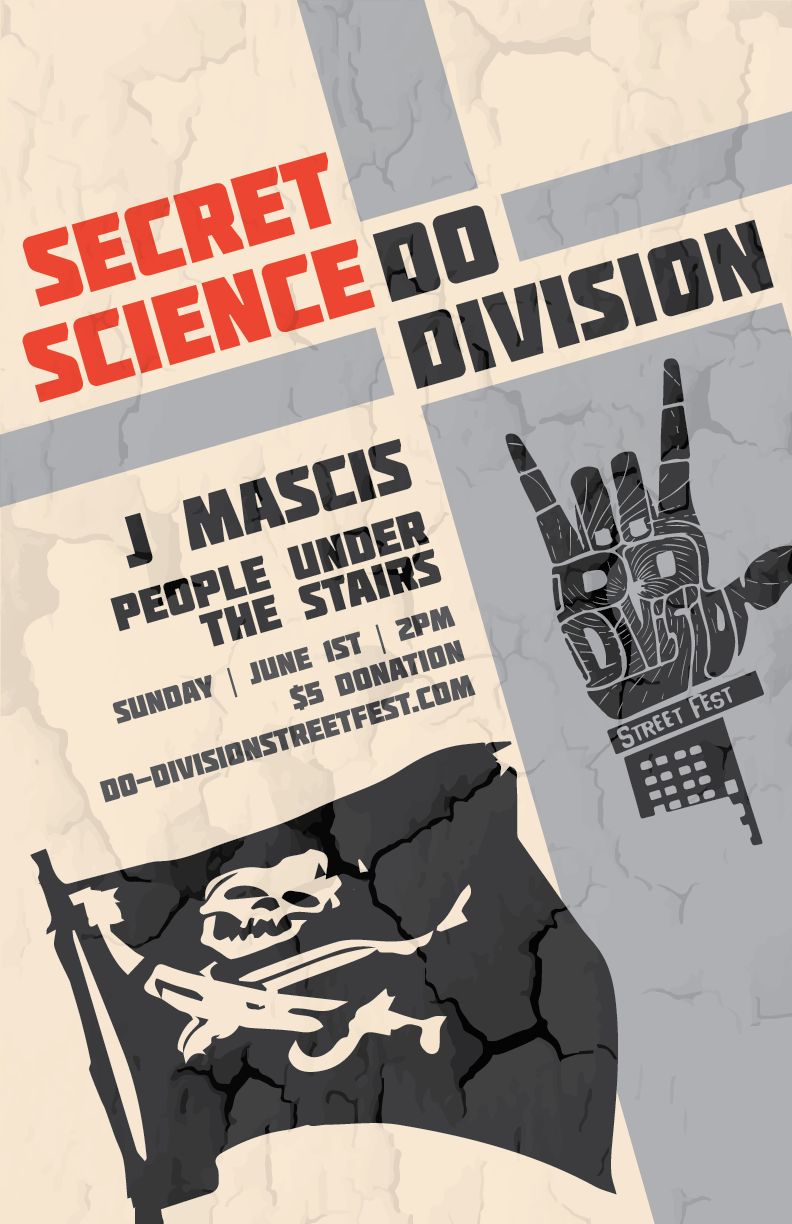 SECRET
SCIENCE
DO
DIVISION
J MASCIS
PEOPLE UNDER
THE STAIRS
SUNDAY | JUNE 1ST | 2PM
$5 DONATION
DO-DIVISIONSTREETFEST.COM
DO
DIVISION
STREET FEST